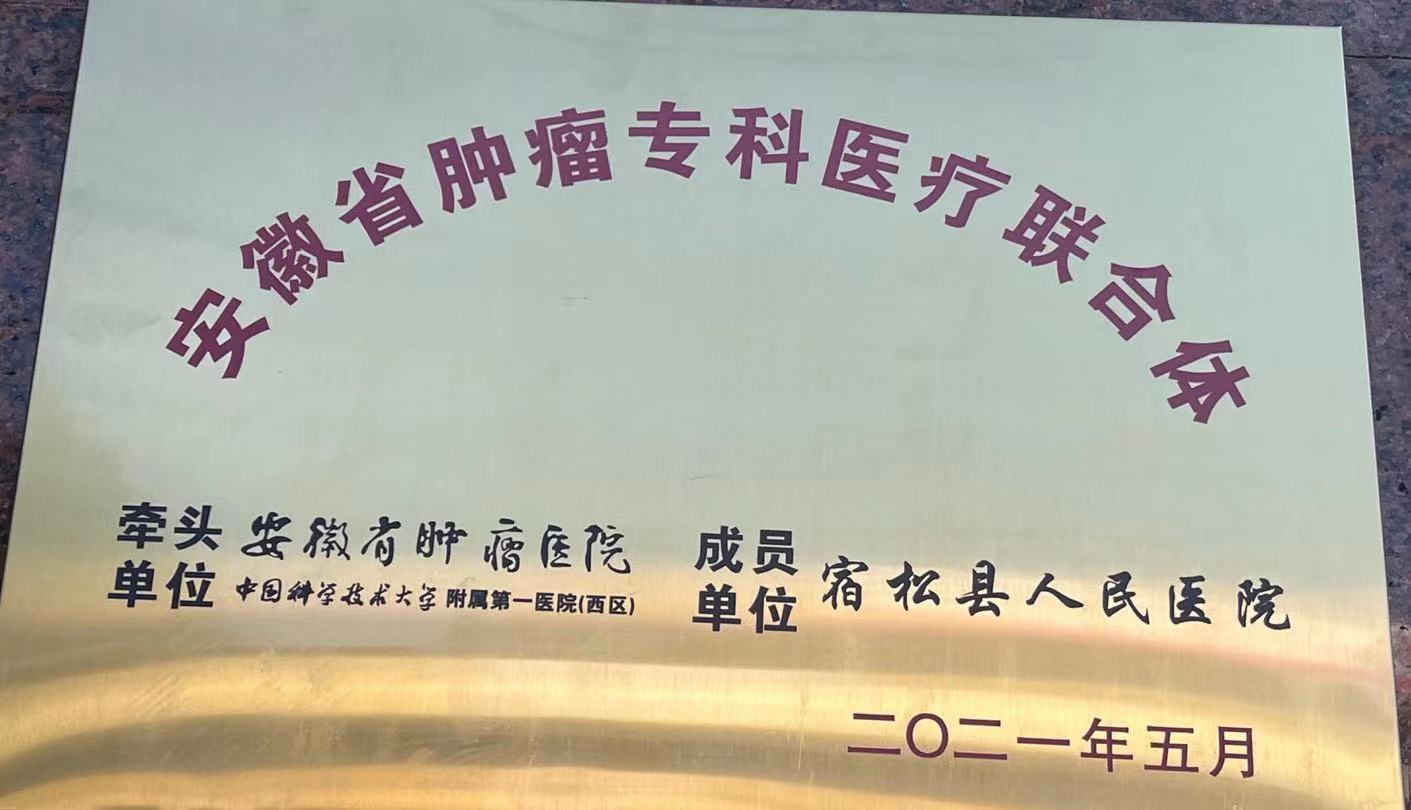 安徽省肿瘤专科医疗联合体
牵头单位 安徽省肿瘤医院
中国科学技术大学附属第一医院(西区)
成员单位 宿松县人民医院
二〇二一年五月